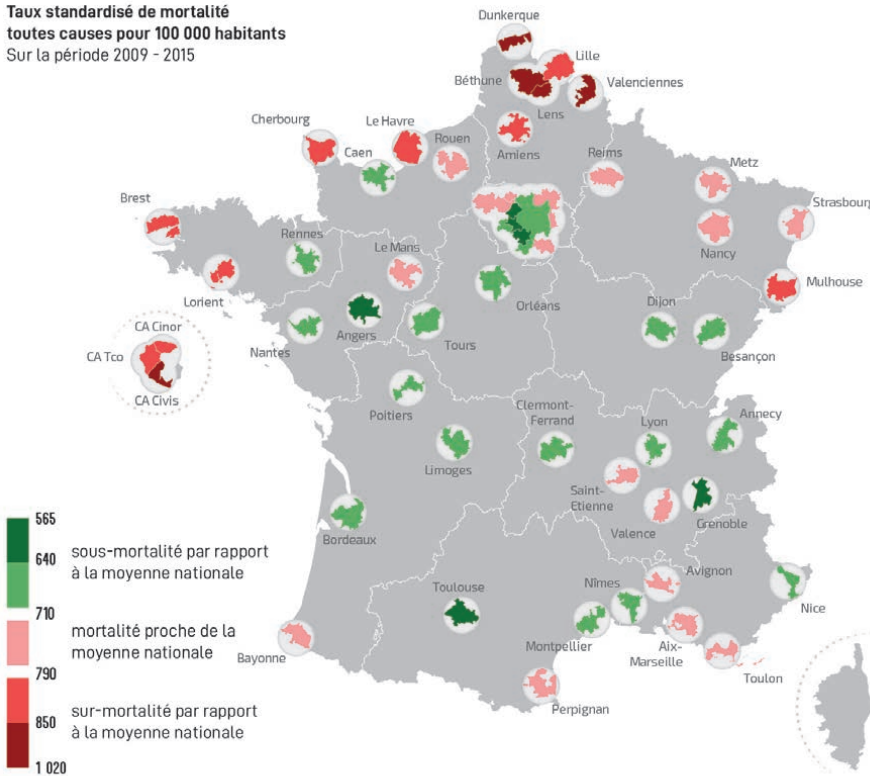 Taux standardisé de mortalité
toutes causes pour 100 000 habitants
Sur la période 2009 - 2015
Dunkerque
Lille
Béthune
Valenciennes
Lens
Cherbourg
Le Havre
Rouen
Caen
Amiens
Reims
Metz
Strasbourg
Brest
Rennes
Le Mans
Nancy
Lorient
Orléans
Mulhouse
Dijon
CA Cinor
Nantes
Angers
Tours
Besançon
CA Tco
CA Civis
Poitiers
Clermont-
Ferrand
Lyon
Annecy
Limoges
Saint-
Etienne
Valence
Grenoble
Bordeaux
565
640
710
sous-mortalité par rapport
à la moyenne nationale
Toulouse
Nîmes
Avignon
Nice
mortalité proche de la
moyenne nationale
Bayonne
Montpellier
Aix-
Marseille
Toulon
790
850
1 020
sur-mortalité par rapport
à la moyenne nationale
Perpignan